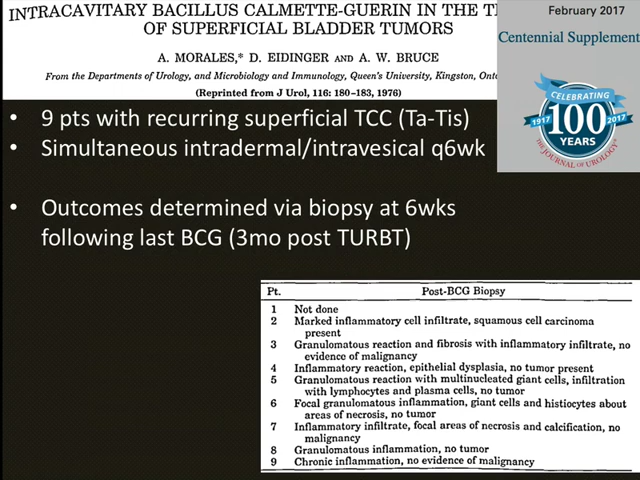 INTRACAVITARY BACILLUS CALMETTE-GUERIN IN THE
OF SUPERFICIAL BLADDER TUMORS
A. MORALES,* D. EIDINGER AND A. W. BRUCE
From the Departments of Urology, and Microbiology and Immunology, Queen's University, Kingston,
(Reprinted from J Urol, 116: 180-183, 1976)
February 2017
Centennial Supplement
CELEBRATING
1917 100 2017
YEARS
THE JOURNAL OF UROLOGY
• 9 pts with recurring superficial TCC (Ta-Tis)
• Simultaneous intradermal/intravesical q6wk
• Outcomes determined via biopsy at 6wks
following last BCG (3mo post TURBT)
Pt. Post-BCG Biopsy
1 Not done
2 Marked inflammatory cell infiltrate, squamous cell carcinoma
present
3 Granulomatous reaction and fibrosis with inflammatory infiltrate, no
evidence of malignancy
4 Inflammatory reaction, epithelial dysplasia, no tumor present
5 Granulomatous reaction with multinucleated giant cells, infiltration
with lymphocytes and plasma cells, no tumor
6 Focal granulomatous inflammation, giant cells and histiocytes about
areas of necrosis, no tumor
7 Inflammatory infiltrate, focal areas of necrosis and calcification, no
malignancy
8 Granulomatous inflammation, no tumor
9 Chronic inflammation, no evidence of malignancy